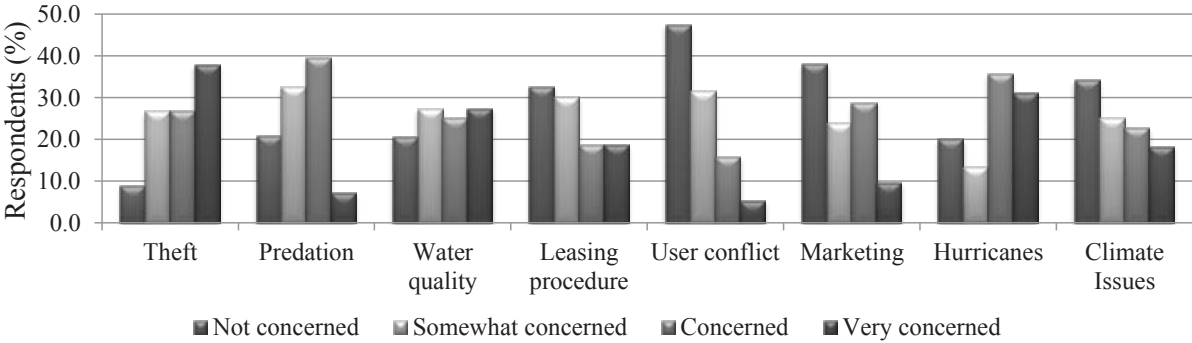 Respondents (%)
50.0
40.0
30.0
20.0
10.0
0.0
Theft Predation Water quality Leasing procedure User conflict Marketing Hurricanes Climate Issues
Not concerned Somewhat concerned Concerned Very concerned